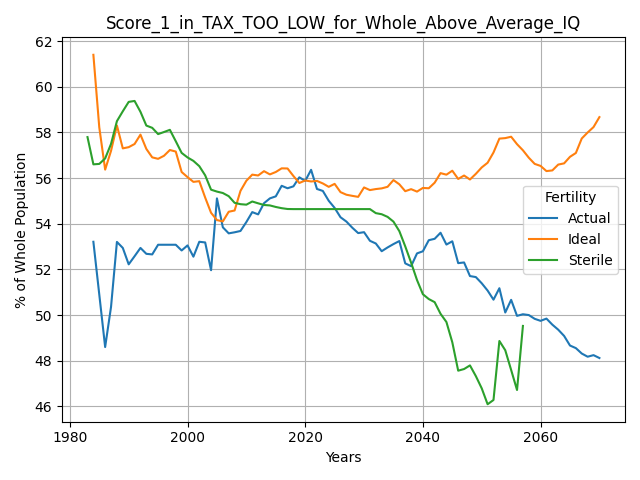 Score_1_in_TAX_TOO_LOW_for_Whole_Above_Average_IQ
% of Whole Population
62
60
58
56
54
52
50
48
46
Fertility
Actual
Ideal
Sterile
1980 2000 2020 2040 2060
Years